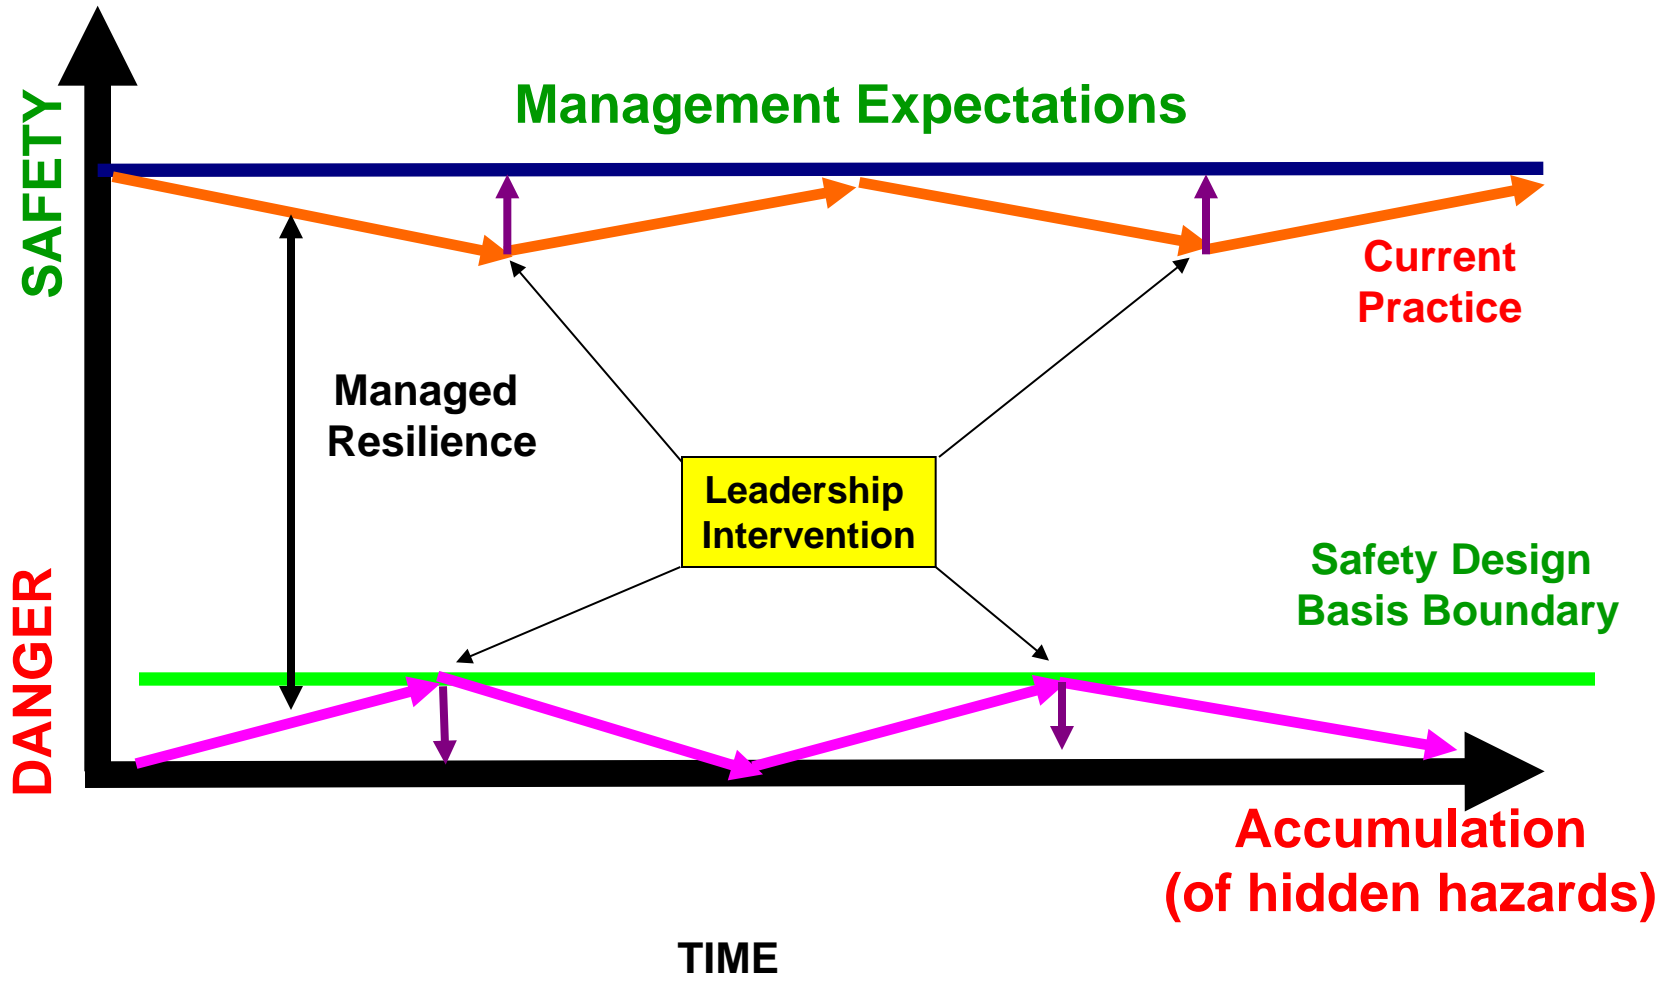 SAFETY
Management Expectations
Current
Practice
Managed
Resilience
Leadership
Intervention
Safety Design
Basis Boundary
DANGER
Accumulation
(of hidden hazards)
TIME